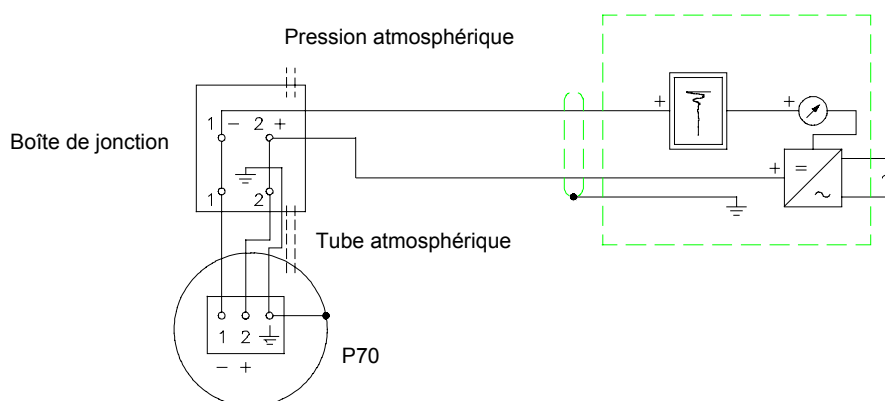 Pression atmosphérique
Boîte de jonction
1 - 2 +
1 2
Tube atmosphérique
1 2
- +
P70
+ +
+ =
~
~